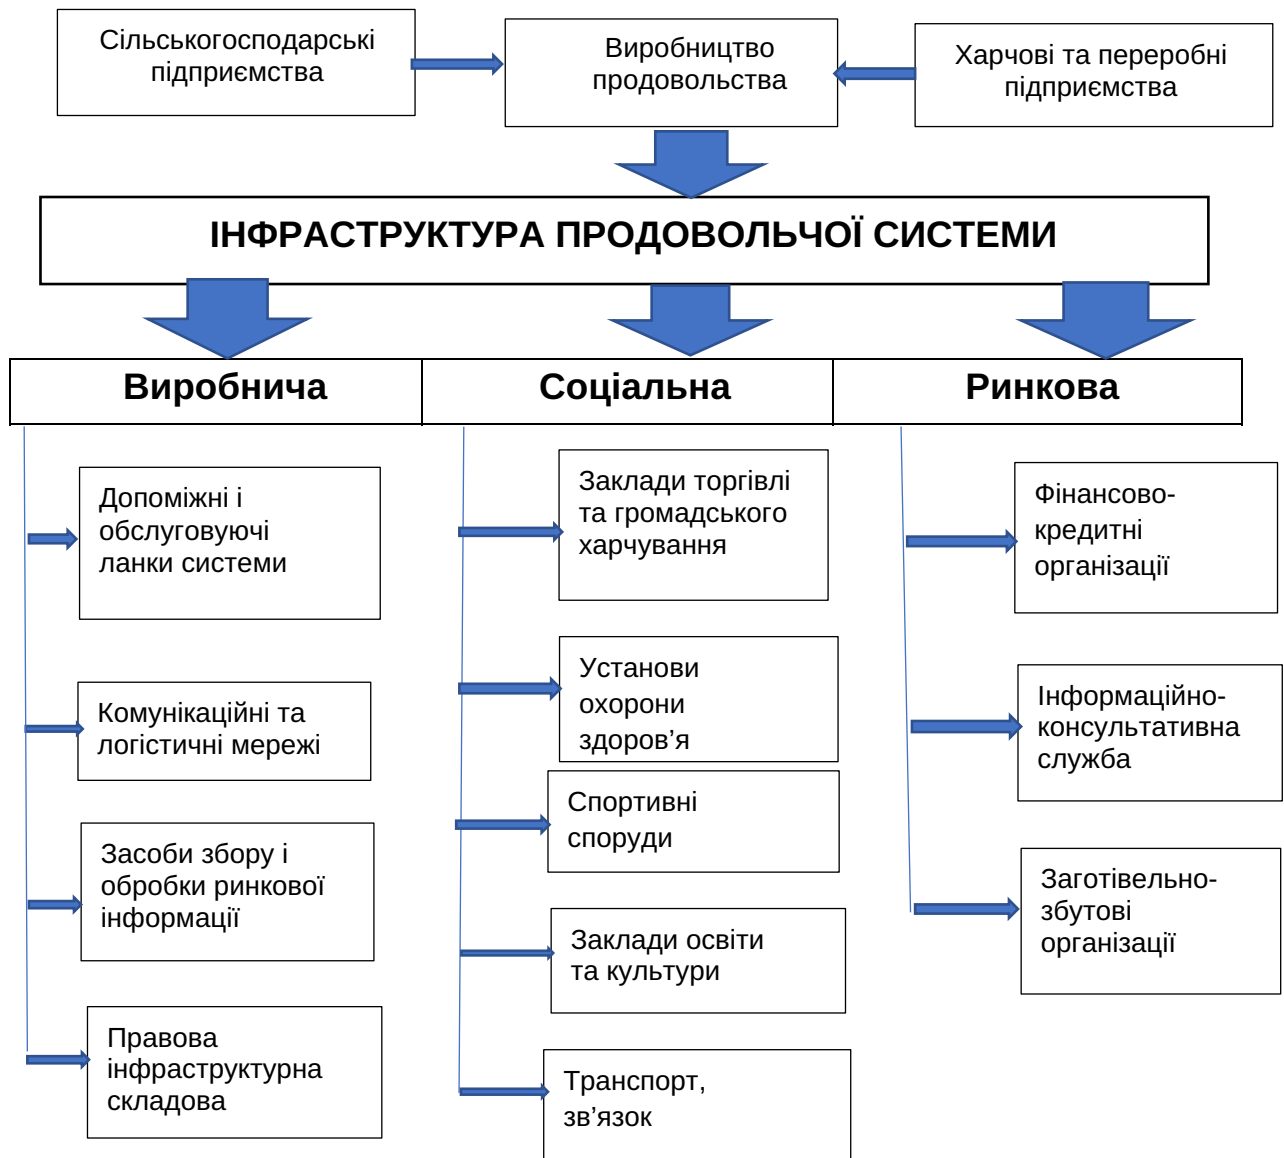 Сільськогосподарські
підприємства
Виробництво
продовольства
Харчові та переробні
підприємства
ІНФРАСТРУКТУРА ПРОДОВОЛЬЧОЇ СИСТЕМИ
Виробнича
Соціальна
Ринкова
Допоміжні і
обслуговуючі
ланки системи
Комунікаційні та
логістичні мережі
Засоби збору і
обробки ринкової
інформації
Правова
інфраструктурна
складова
Заклади торгівлі
та громадського
харчування
Установи
охорони
здоров’я
Спортивні
споруди
Заклади освіти
та культури
Транспорт,
зв’язок
Фінансово-
кредитні
організації
Інформаційно-
консультативна
служба
Заготівельно-
збутові
організації